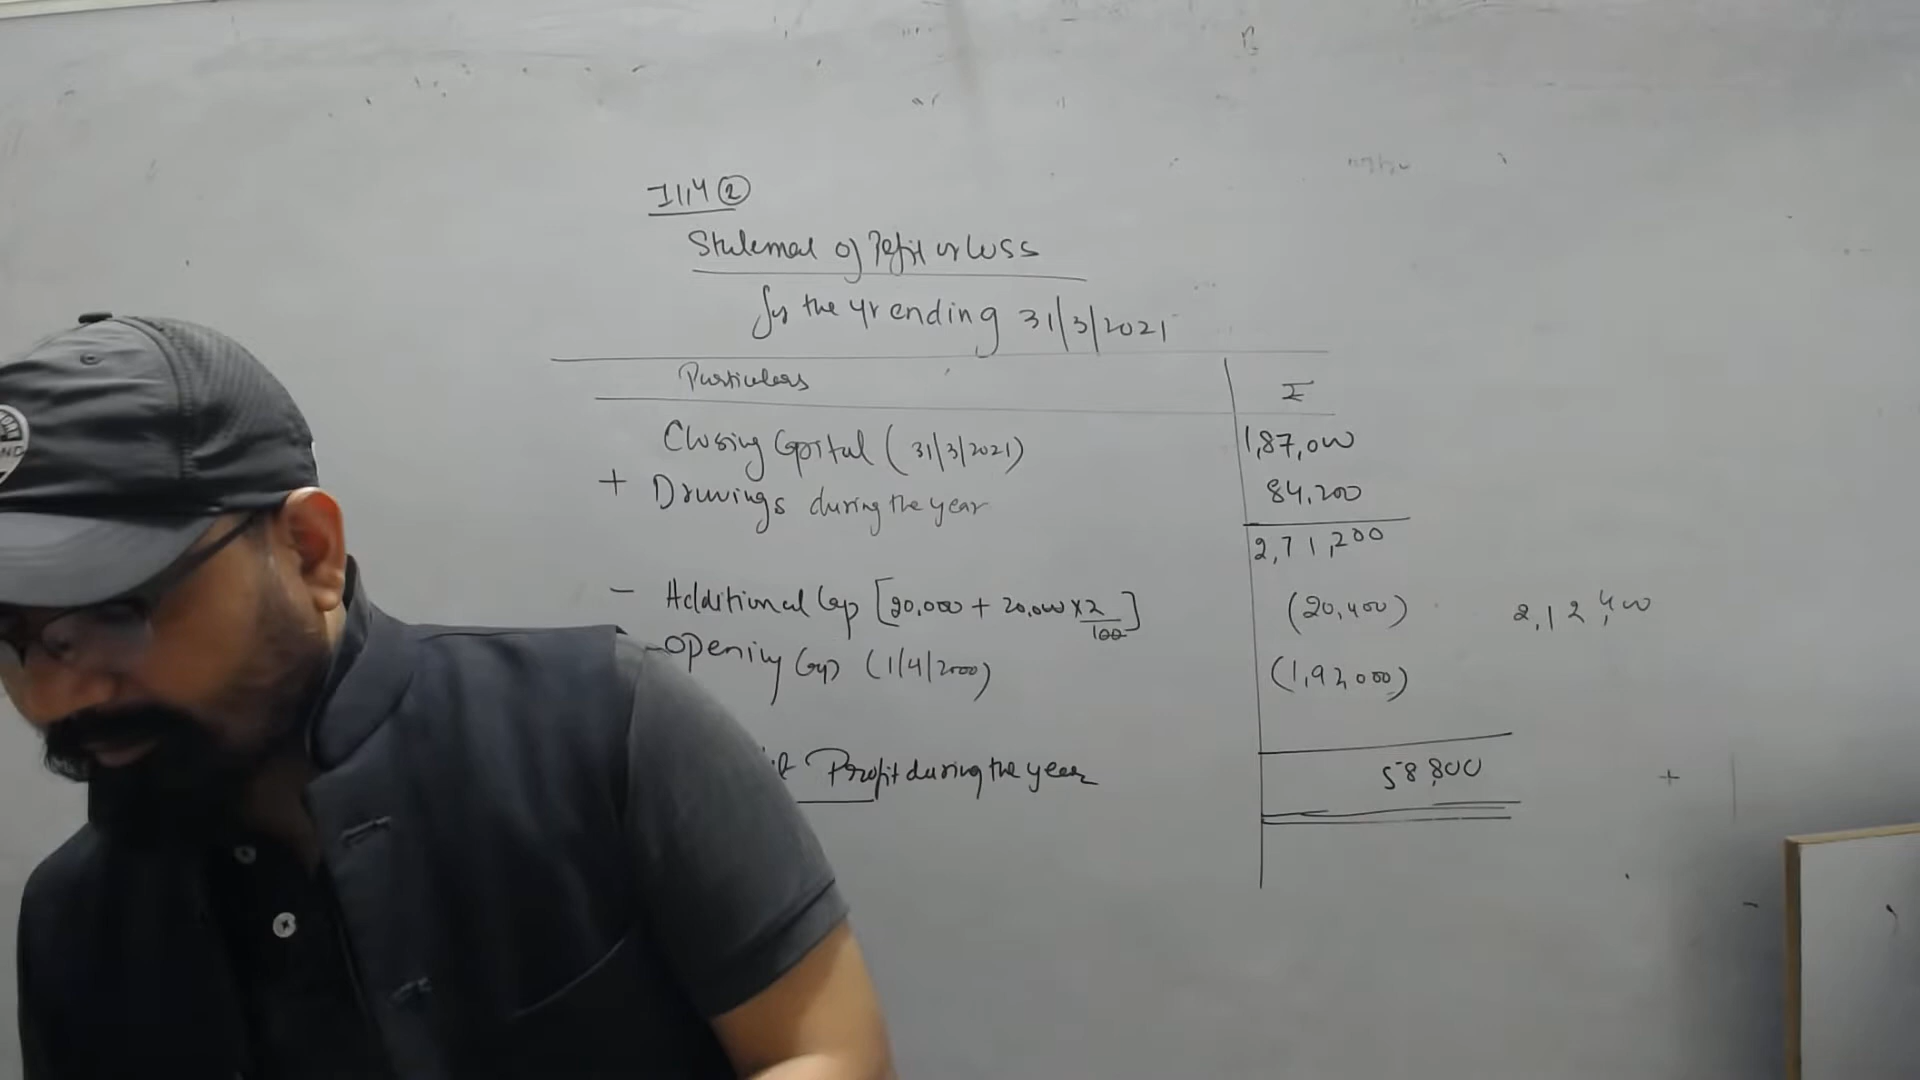 Illy ②
Statement of Profit or Loss
for the yr ending 31/3/2021
Particulars ₹
Closing Capital (31/3/2021) 1,87,000
+ Drawings during the year 84,200
2,71,200
- Additional Cap [20,000 + 20,000 x 2/100] (20,400) 2,12,400
- Opening Cap (1/4/2000) (1,92,000)
Profit during the year 58,800
+
-